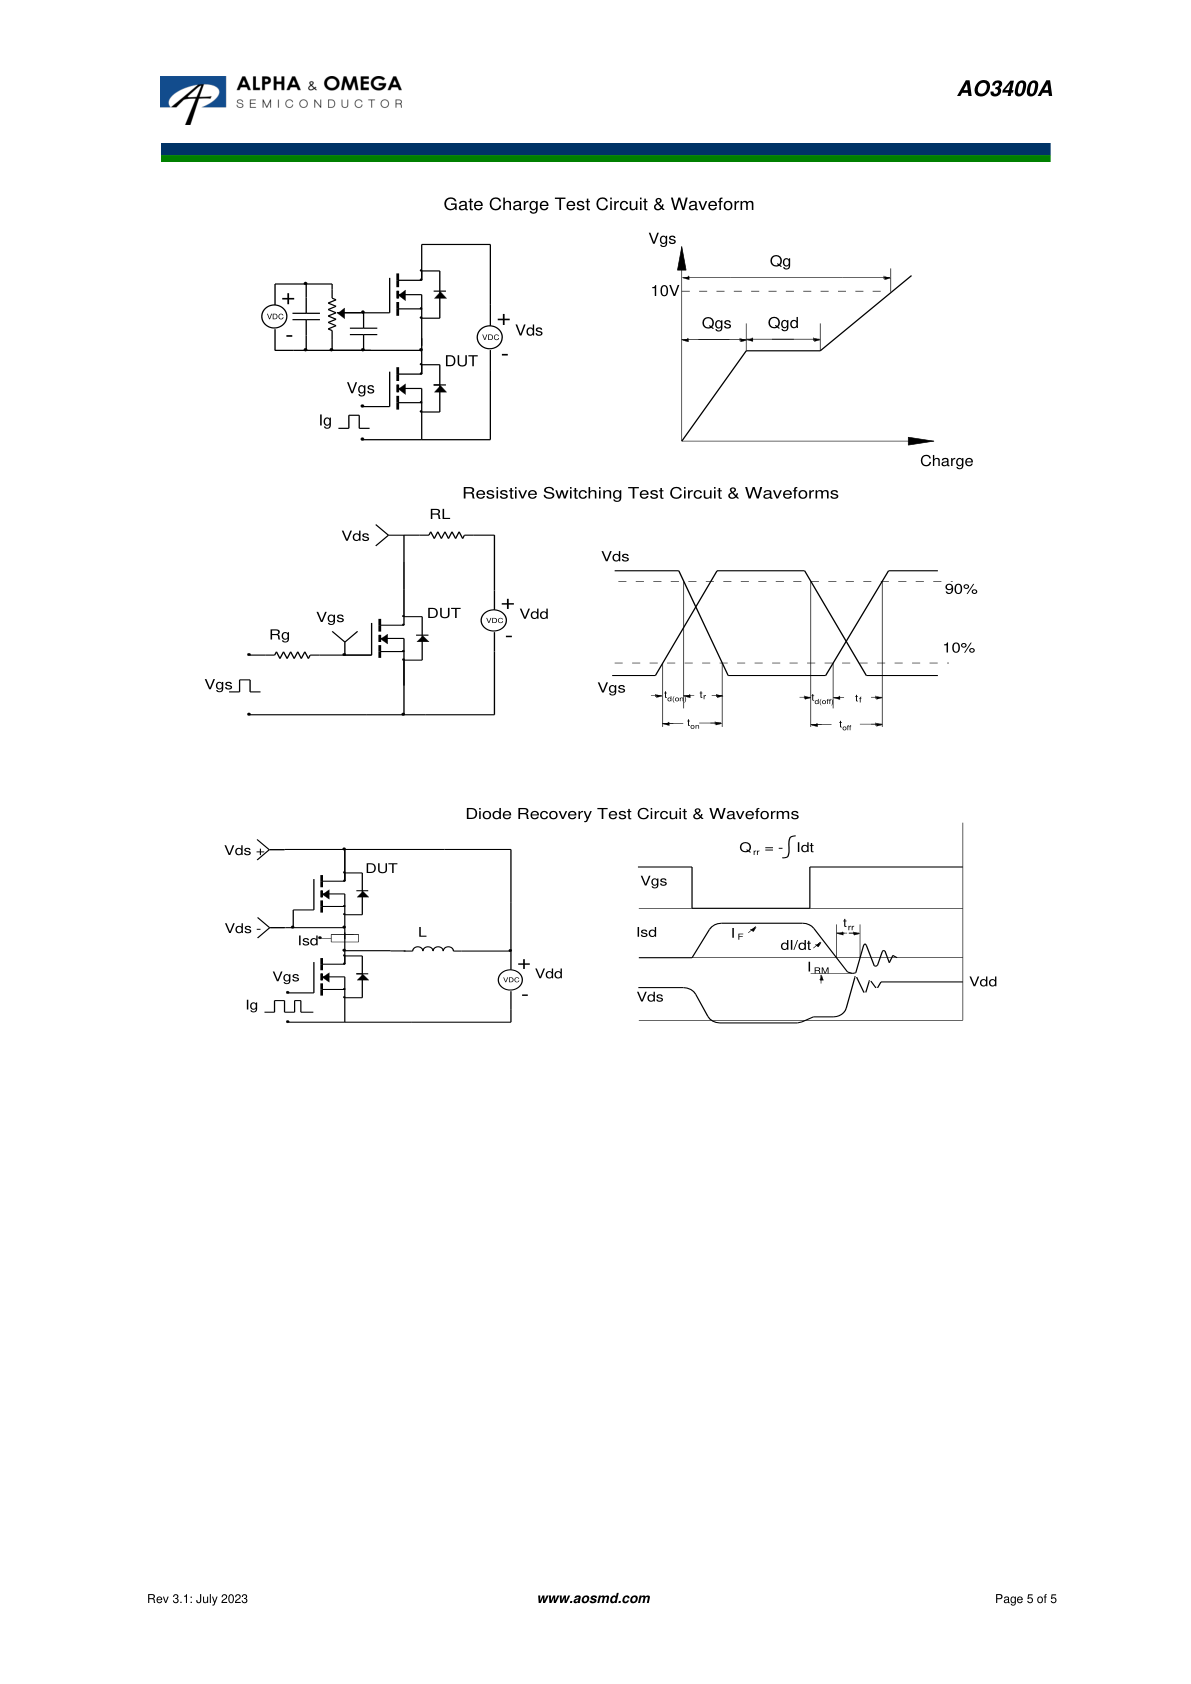 ALPHA & OMEGA
SEMICONDUCTOR
AO3400A
Gate Charge Test Circuit & Waveform
VDC
+
-
VDC
+
-
Vds
DUT
Vgs
Ig
Vgs
10V
Qg
Qgs
Qgd
Charge
Resistive Switching Test Circuit & Waveforms
RL
Vds
DUT
Vgs
Rg
Vgs
VDC
+
-
Vdd
Vds
90%
10%
Vgs
td(on)
tr
ton
td(off)
tf
toff
Diode Recovery Test Circuit & Waveforms
Vds +
DUT
Vds -
Isd
L
Vgs
Ig
VDC
+
-
Vdd
Qrr = -∫Idt
Vgs
Isd
IF
dI/dt
trr
IRM
Vds
Vdd
Rev 3.1: July 2023
www.aosmd.com
Page 5 of 5